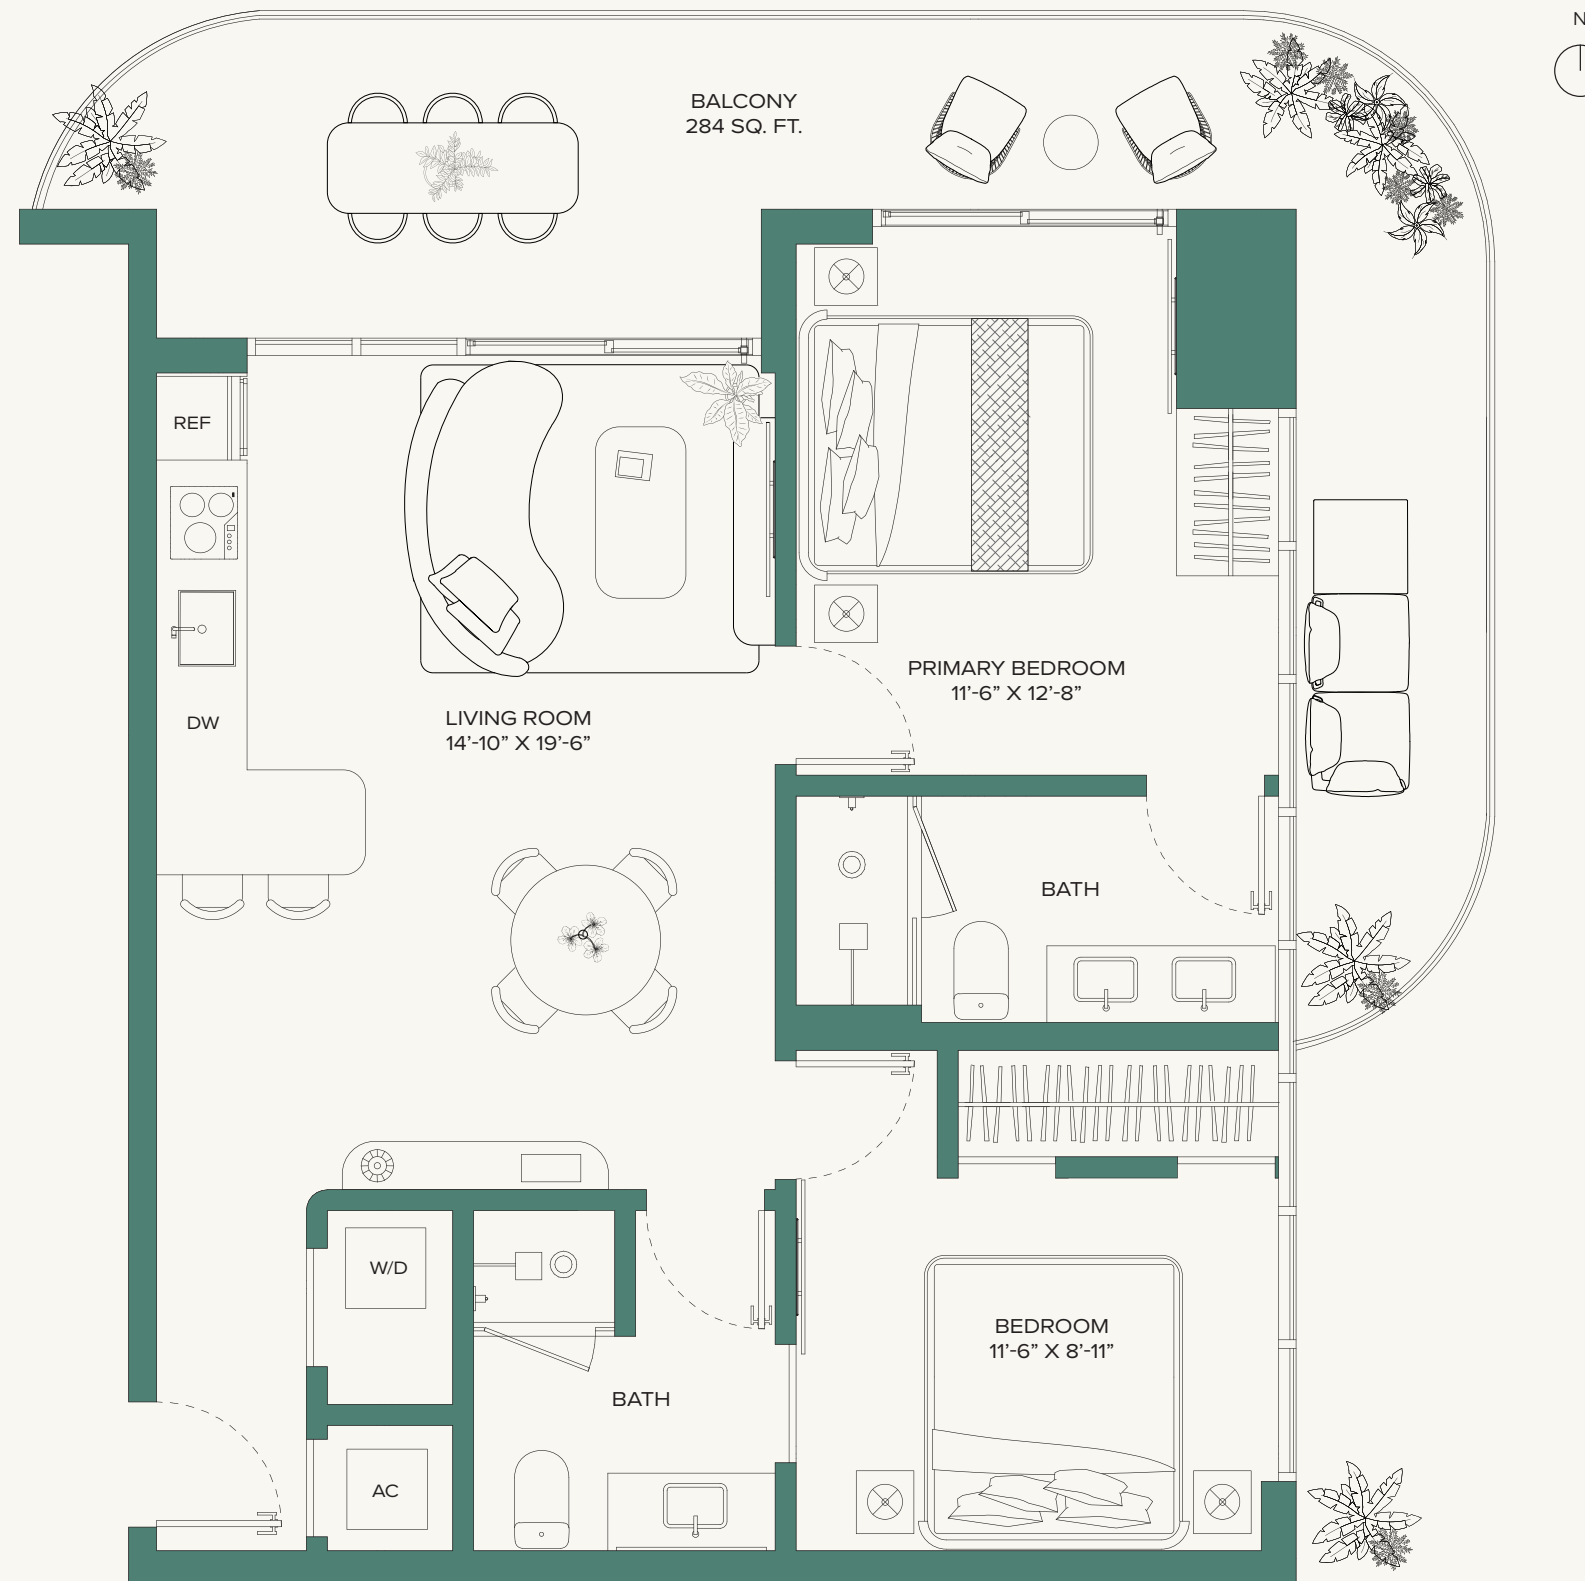 N
BALCONY
284 SQ. FT.
REF
PRIMARY BEDROOM
11’-6” X 12’-8”
LIVING ROOM
14’-10” X 19’-6”
DW
BATH
W/D
BEDROOM
11’-6” X 8’-11”
BATH
AC